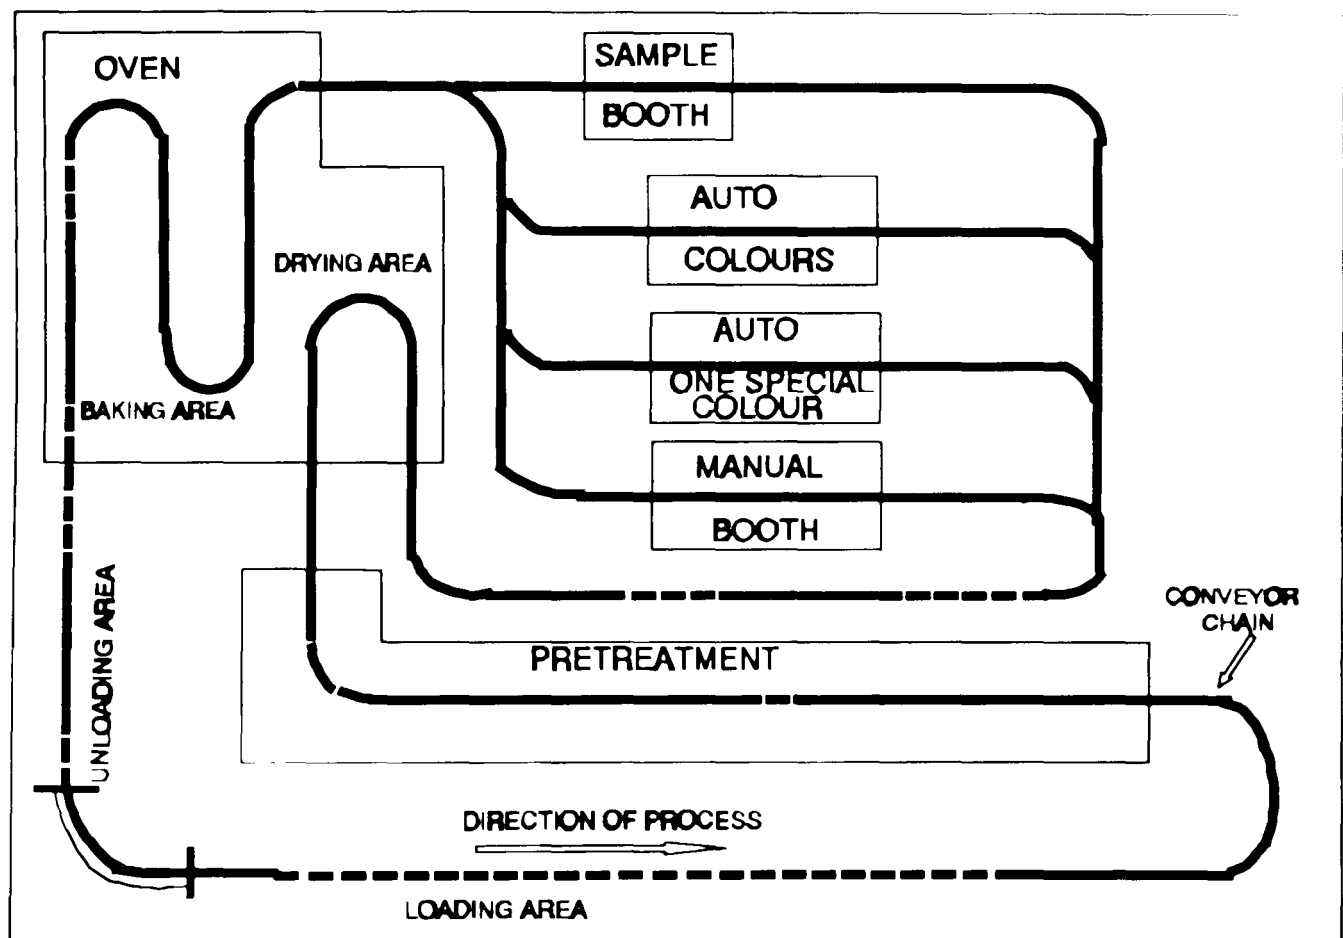 OVEN
SAMPLE
BOOTH
AUTO
COLOURS
DRYING AREA
AUTO
ONE SPECIAL
COLOUR
BAKING AREA
MANUAL
BOOTH
UNLOADING AREA
CONVEYOR
CHAIN
PRETREATMENT
DIRECTION OF PROCESS
LOADING AREA